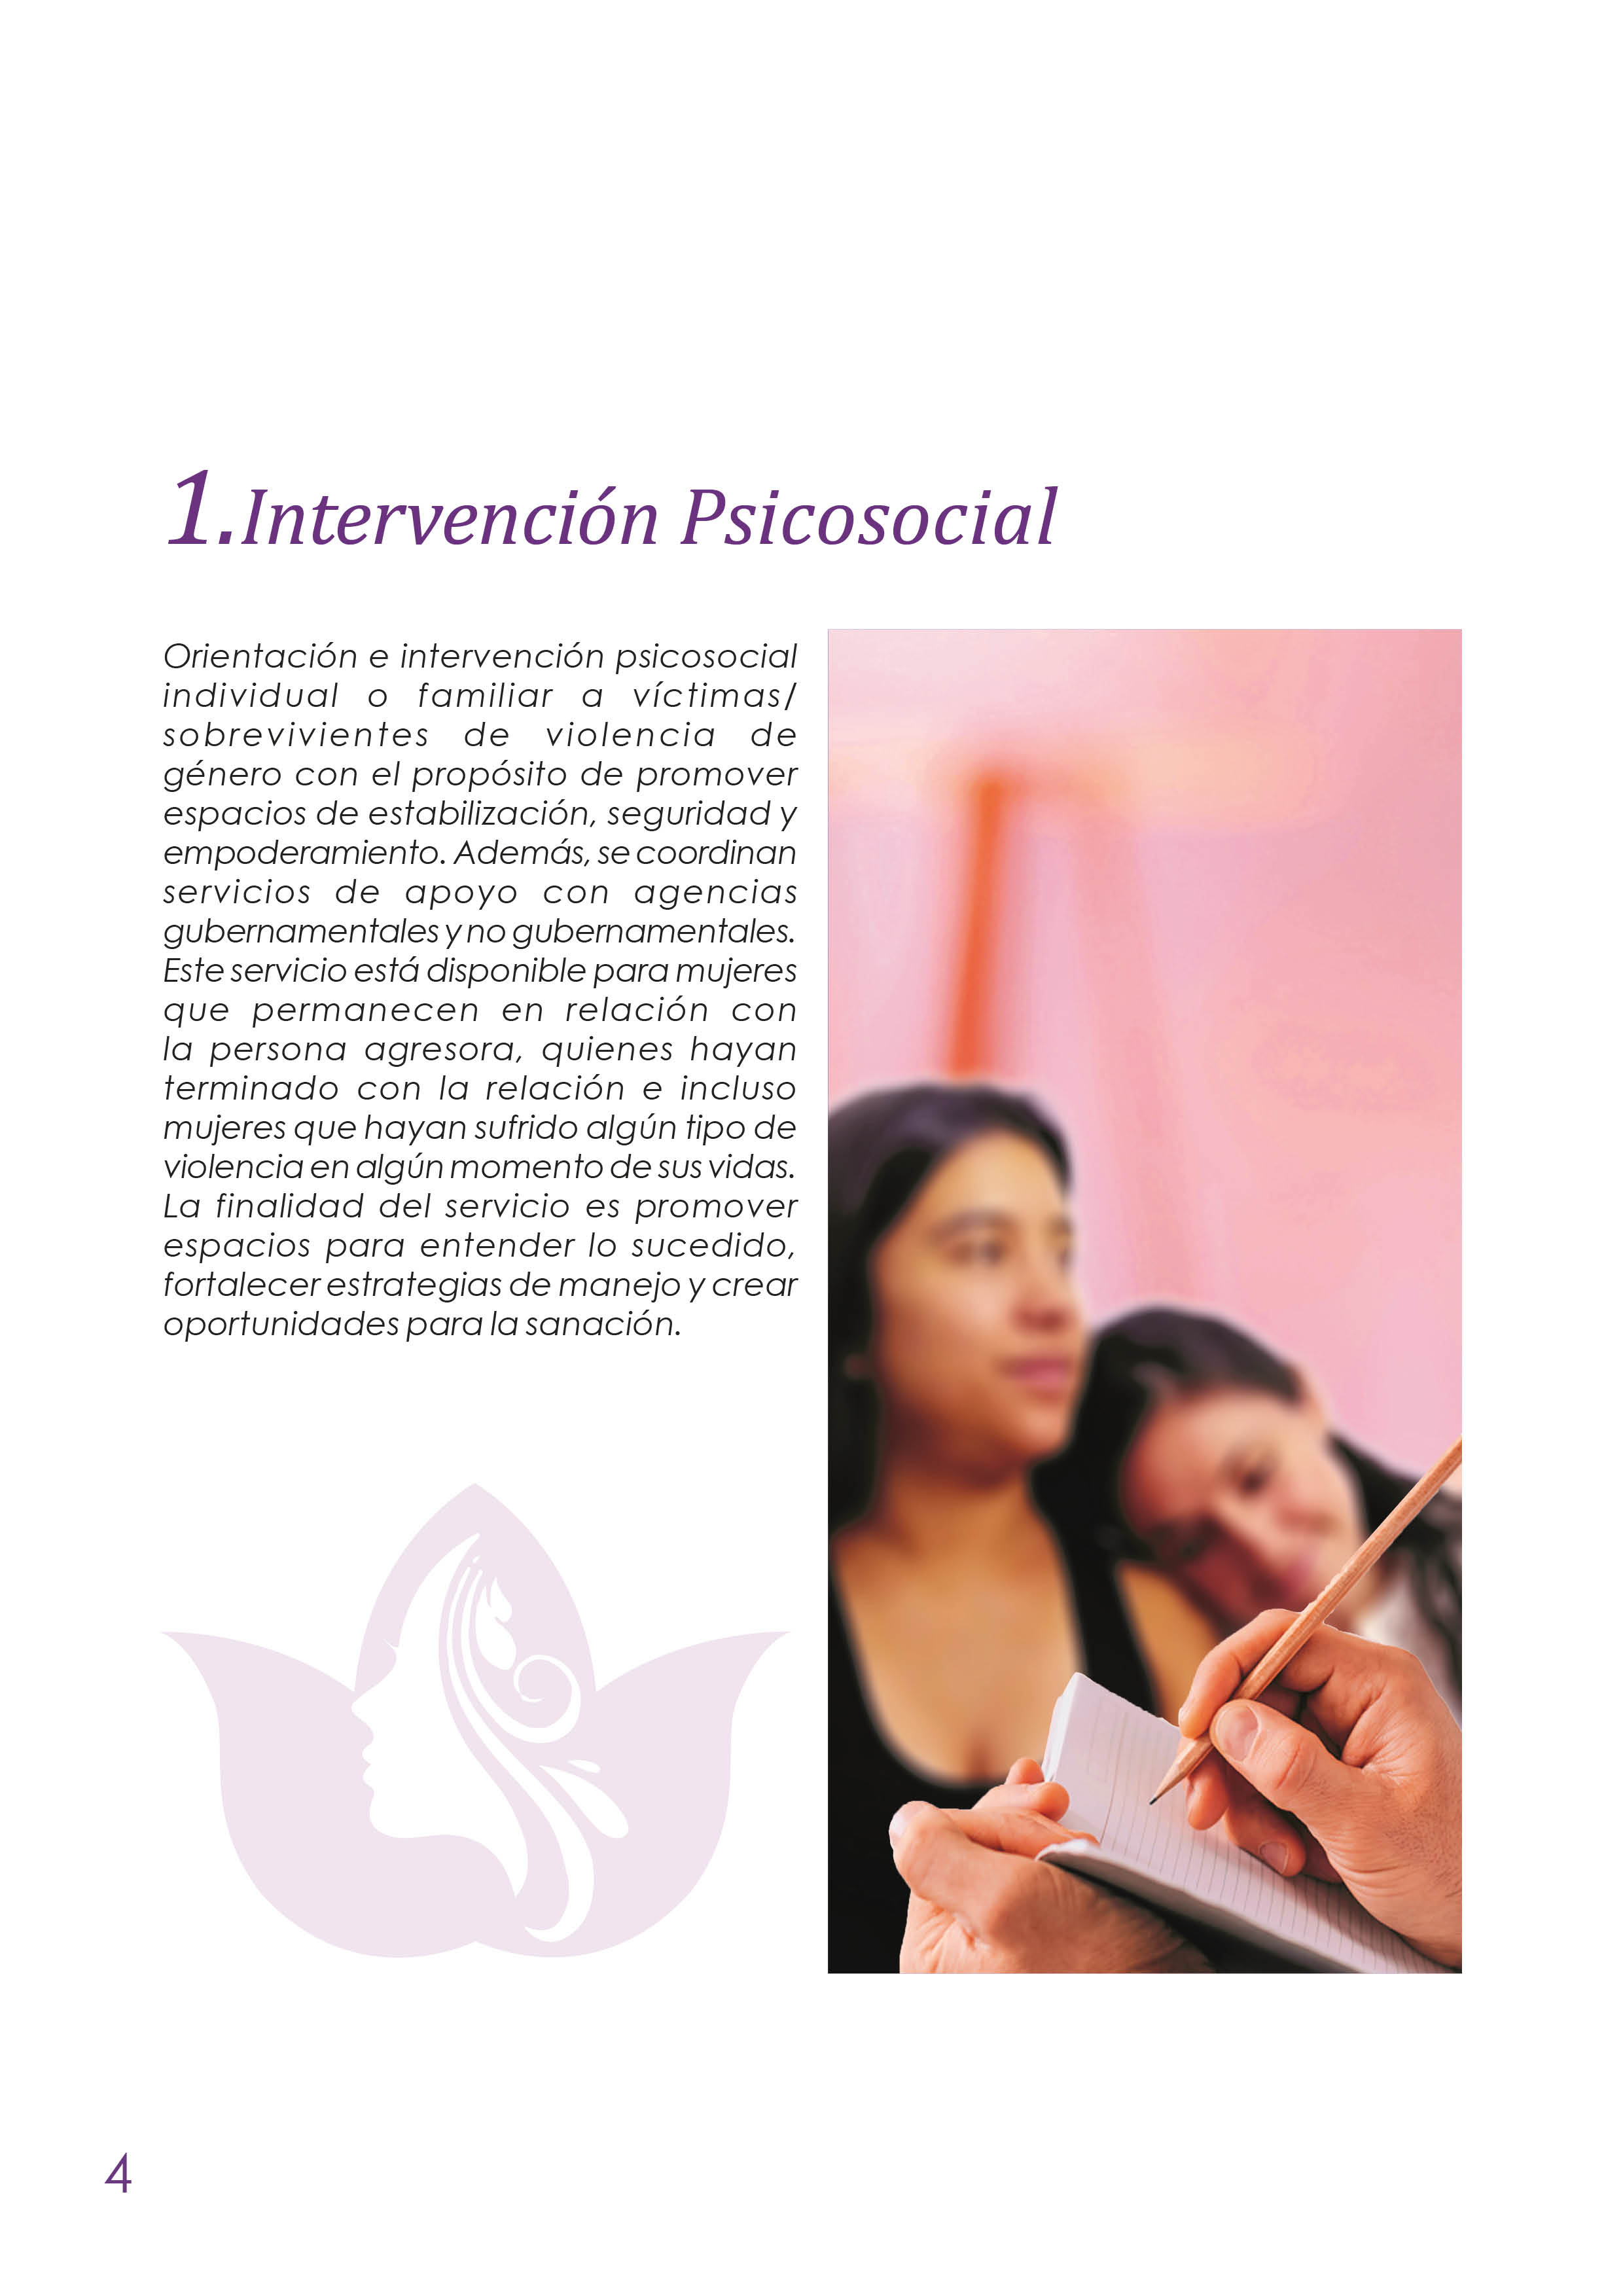 1.Intervención Psicosocial
Orientación e intervención psicosocial
individual o familiar a víctimas/
sobrevivientes de violencia de
género con el propósito de promover
espacios de estabilización, seguridad y
empoderamiento. Además, se coordinan
servicios de apoyo con agencias
gubernamentales y no gubernamentales.
Este servicio está disponible para mujeres
que permanecen en relación con
la persona agresora, quienes hayan
terminado con la relación e incluso
mujeres que hayan sufrido algún tipo de
violencia en algún momento de sus vidas.
La finalidad del servicio es promover
espacios para entender lo sucedido,
fortalecer estrategias de manejo y crear
oportunidades para la sanación.
4